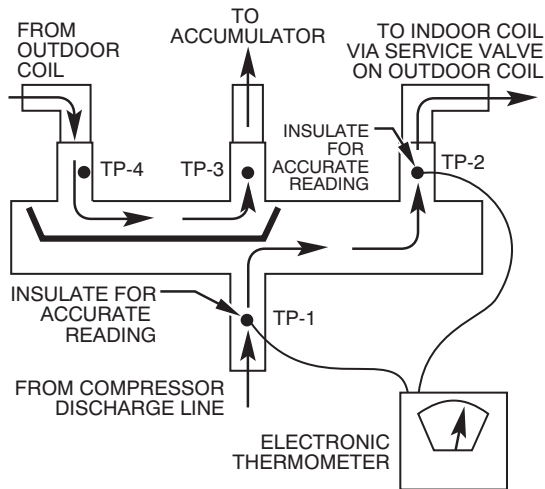 FROM
OUTDOOR
COIL
TO
ACCUMULATOR
TO INDOOR COIL
VIA SERVICE VALVE
ON OUTDOOR COIL
INSULATE
FOR
ACCURATE
READING
TP-4
TP-3
TP-2
INSULATE FOR
ACCURATE
READING
TP-1
FROM COMPRESSOR
DISCHARGE LINE
ELECTRONIC
THERMOMETER